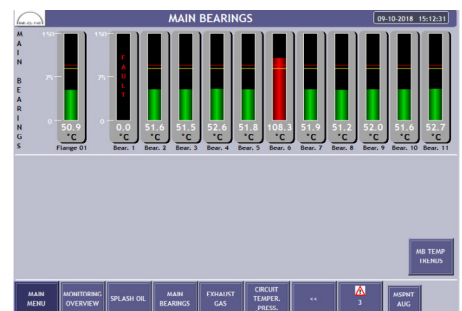 MAIN BEARINGS
09-10-2018 15:12:31
MAIN BEARINGS
150
75
0
150
75
0
FAULT
50.9 0.0 51.6 51.5 52.6 51.8 108.3 51.9 51.2 52.0 51.6 52.7
°C °C °C °C °C °C °C °C °C °C °C °C
Flange 01 Bear. 1 Bear. 2 Bear. 3 Bear. 4 Bear. 5 Bear. 6 Bear. 7 Bear. 8 Bear. 9 Bear. 10 Bear. 11
MB TEMP
TRENDS
MAIN
MENU
MONITORING
OVERVIEW
SPLASH OIL
MAIN
BEARINGS
EXHAUST
GAS
CIRCUIT
TEMPER.
PRESS.
<<
3
MSPNT
AUG